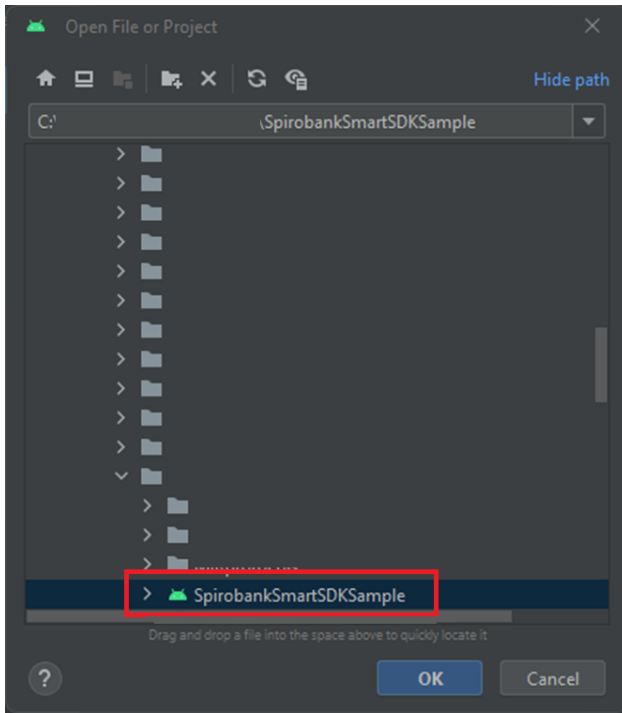 Open File or Project
Hide path
C:\ \SpirobankSmartSDKSample
SpirobankSmartSDKSample
Drag and drop a file into the space above to quickly locate it
?
OK
Cancel